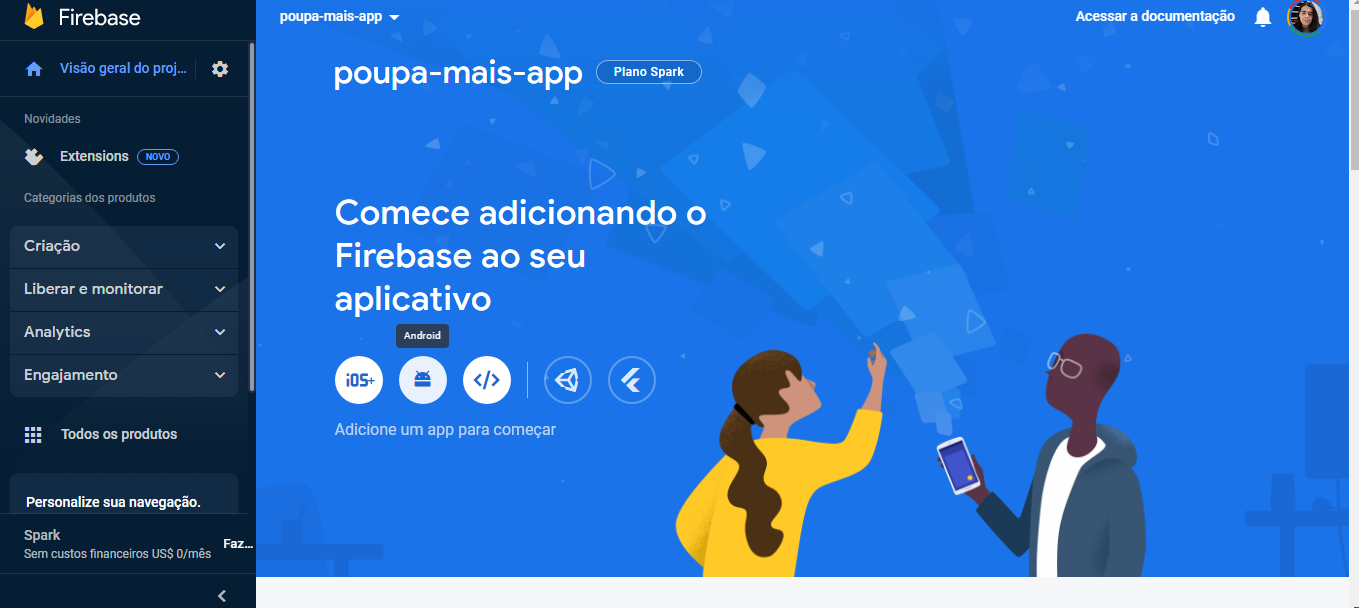 Firebase
poupa-mais-app
Acessar a documentação
Visão geral do proj...
poupa-mais-app
Plano Spark
Novidades
Extensions
NOVO
Categorias dos produtos
Criação
Liberar e monitorar
Analytics
Engajamento
Todos os produtos
Personalize sua navegação.
Spark
Sem custos financeiros US$ 0/mês
Faz...
Comece adicionando o
Firebase ao seu
aplicativo
Android
iOS+
</>
Adicione um app para começar